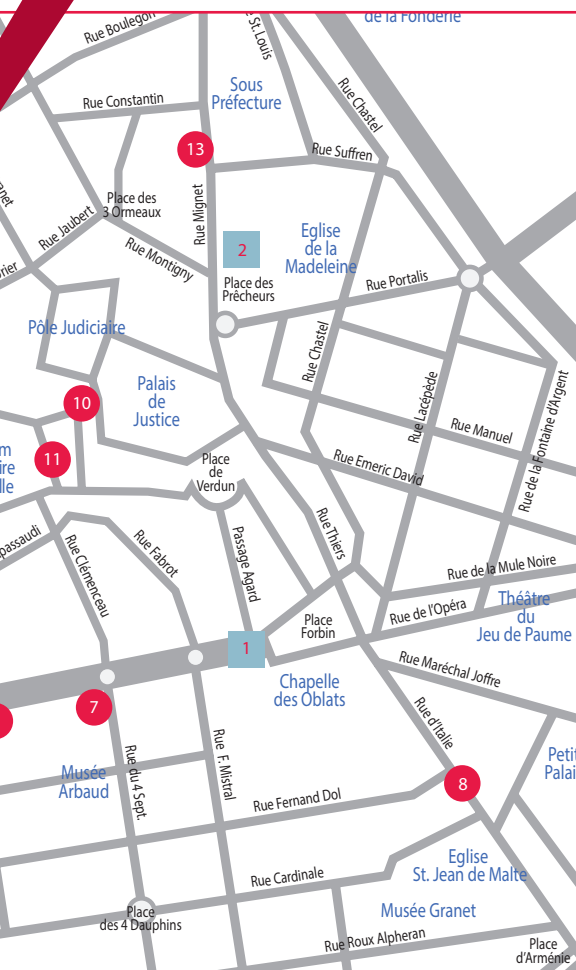 de la Fonderie
Rue Boulegon
St.Louis
Rue Chastel
Sous
Préfecture
Rue Constantin
13
Rue Suffren
Place des
3 Ormeaux
Rue Mignet
Rue Jaubert
Rue Montigny
2
Eglise
de la
Madeleine
Place des
Prêcheurs
Rue Portalis
Pôle Judiciaire
Rue Chastel
Palais
de
Justice
10
Rue Lacépède
Rue Manuel
Rue de la Fontaine d'Argent
11
Place
de
Verdun
Rue Emeric David
passaudi
Rue Clémenceau
Rue Fabrot
Passage Agard
Rue Thiers
Rue de la Mule Noire
Place
Forbin
Rue de l'Opéra
Théâtre
du
Jeu de Paume
1
Chapelle
des Oblats
Rue Maréchal Joffre
7
Rue d'Italie
Musée
Arbaud
Rue du 4 Sept.
Rue F. Mistral
Petit
Palai
8
Rue Fernand Dol
Eglise
St. Jean de Malte
Rue Cardinale
Musée Granet
Place
des 4 Dauphins
Rue Roux Alpheran
Place
d'Arménie